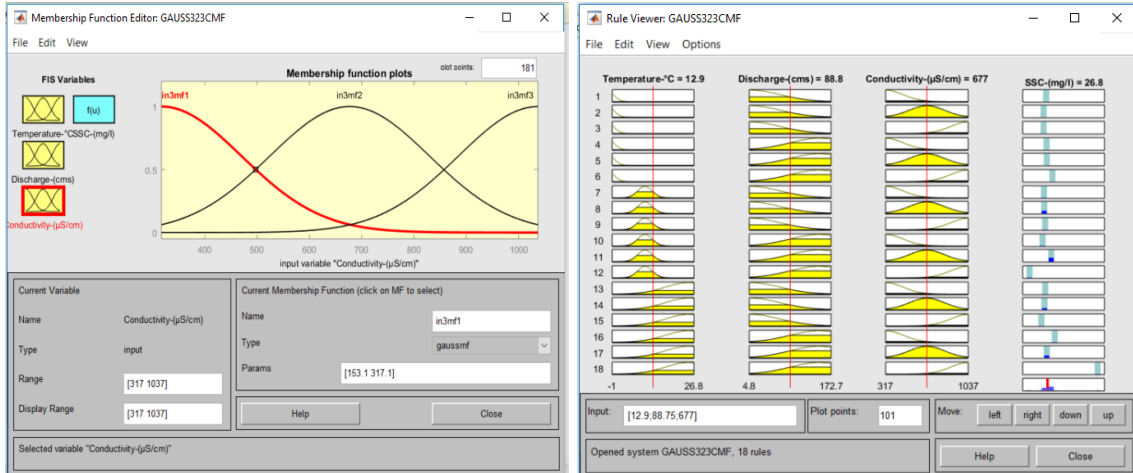 Membership Function Editor: GAUSS323CMF
File Edit View
FIS Variables
f(u)
Temperature-°CSSC-(mg/l)
Discharge-(cms)
Conductivity-(µS/cm)
Membership function plots
plot points:
181
in3mf1 in3mf2 in3mf3
1
0.5
0
400 500 600 700 800 900 1000
input variable "Conductivity-(µS/cm)"
Current Variable
Name Conductivity-(µS/cm)
Type input
Range [317 1037]
Display Range [317 1037]
Current Membership Function (click on MF to select)
Name in3mf1
Type gaussmf
Params [153.1 317.1]
Help Close
Selected variable "Conductivity-(µS/cm)"
Rule Viewer: GAUSS323CMF
File Edit View Options
Temperature-°C = 12.9 Discharge-(cms) = 88.8 Conductivity-(µS/cm) = 677 SSC-(mg/l) = 26.8
1
2
3
4
5
6
7
8
9
10
11
12
13
14
15
16
17
18
-1 26.8 4.8 172.7 317 1037
Input: [12.9;88.75;677] Plot points: 101 Move: left right down up
Opened system GAUSS323CMF, 18 rules
Help Close